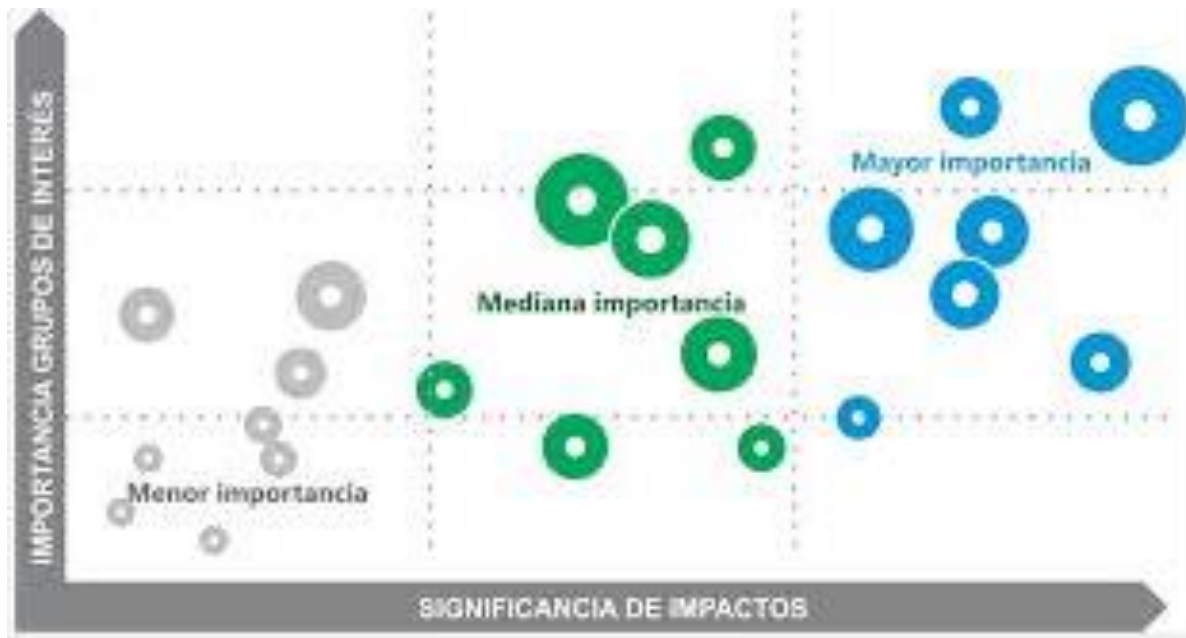 IMPORTANCIA GRUPOS DE INTERÉS
Mayor importancia
Mediana importancia
Menor importancia
SIGNIFICANCIA DE IMPACTOS